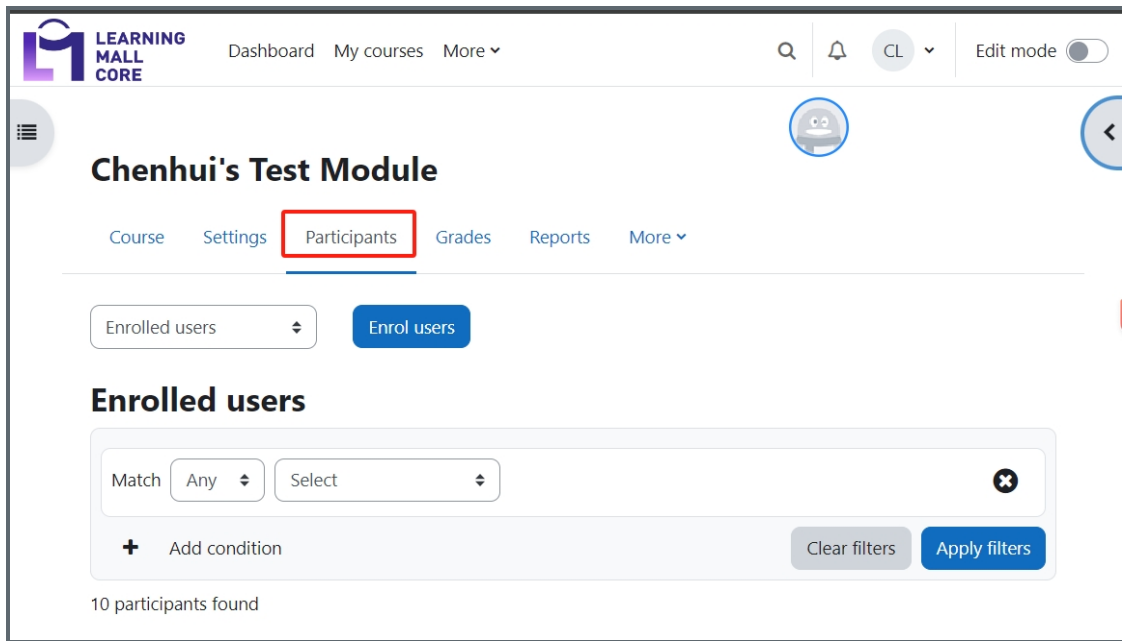 LEARNING
MALL
CORE
Dashboard My courses More
CL
Edit mode
Chenhui's Test Module
Course Settings Participants Grades Reports More
Enrolled users
Enrol users
Enrolled users
Match Any Select
Add condition
Clear filters Apply filters
10 participants found